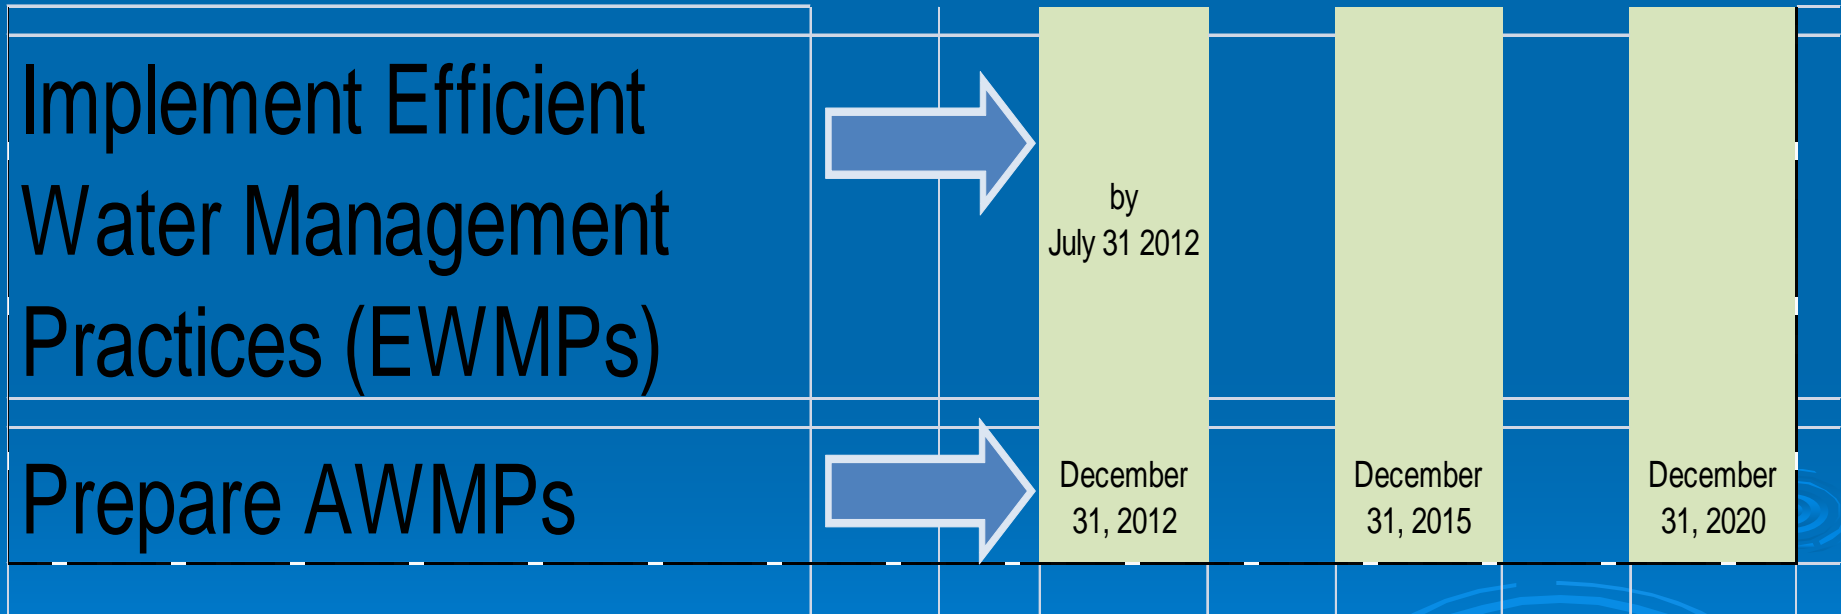 Implement Efficient
Water Management
Practices (EWMPs)
by
July 31 2012
Prepare AWMPs
December
31, 2012
December
31, 2015
December
31, 2020